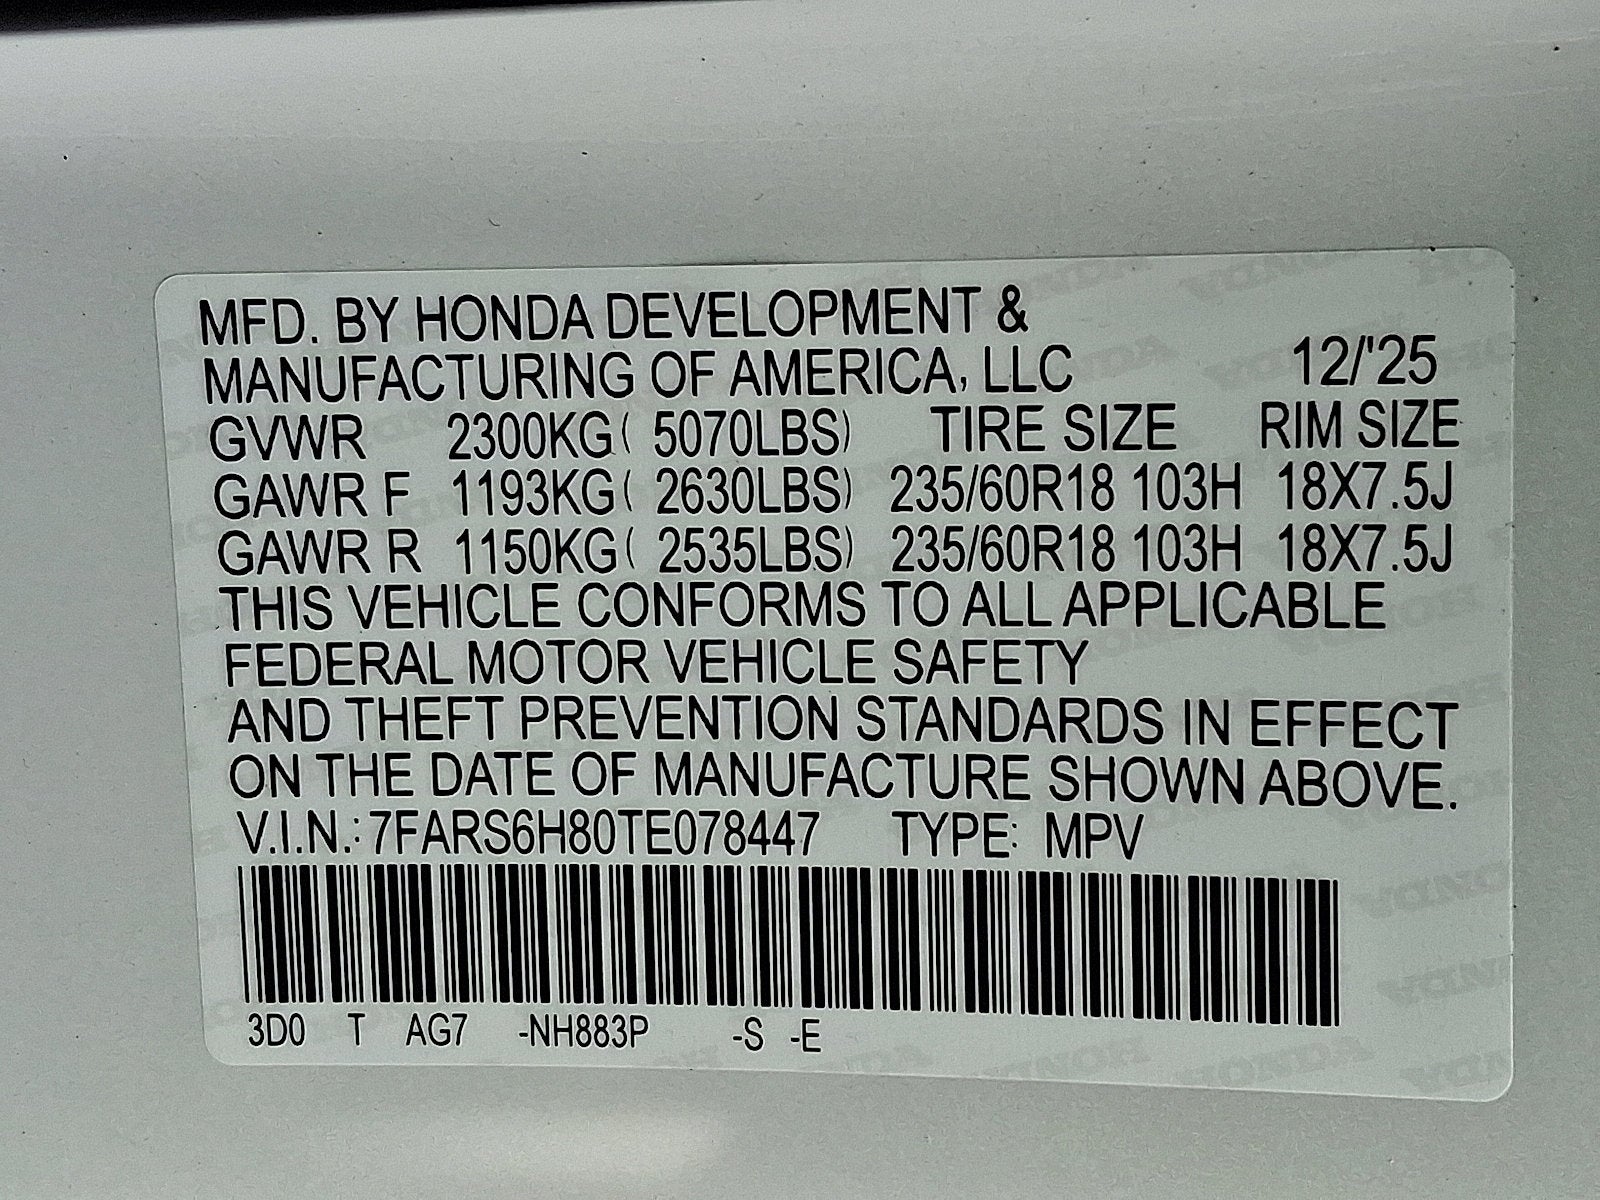 MFD. BY HONDA DEVELOPMENT &
MANUFACTURING OF AMERICA, LLC 12/'25
GVWR 2300KG ( 5070LBS) TIRE SIZE RIM SIZE
GAWR F 1193KG ( 2630LBS) 235/60R18 103H 18X7.5J
GAWR R 1150KG ( 2535LBS) 235/60R18 103H 18X7.5J
THIS VEHICLE CONFORMS TO ALL APPLICABLE
FEDERAL MOTOR VEHICLE SAFETY
AND THEFT PREVENTION STANDARDS IN EFFECT
ON THE DATE OF MANUFACTURE SHOWN ABOVE.
V.I.N.: 7FARS6H80TE078447 TYPE: MPV
3D0 T AG7 -NH883P -S -E